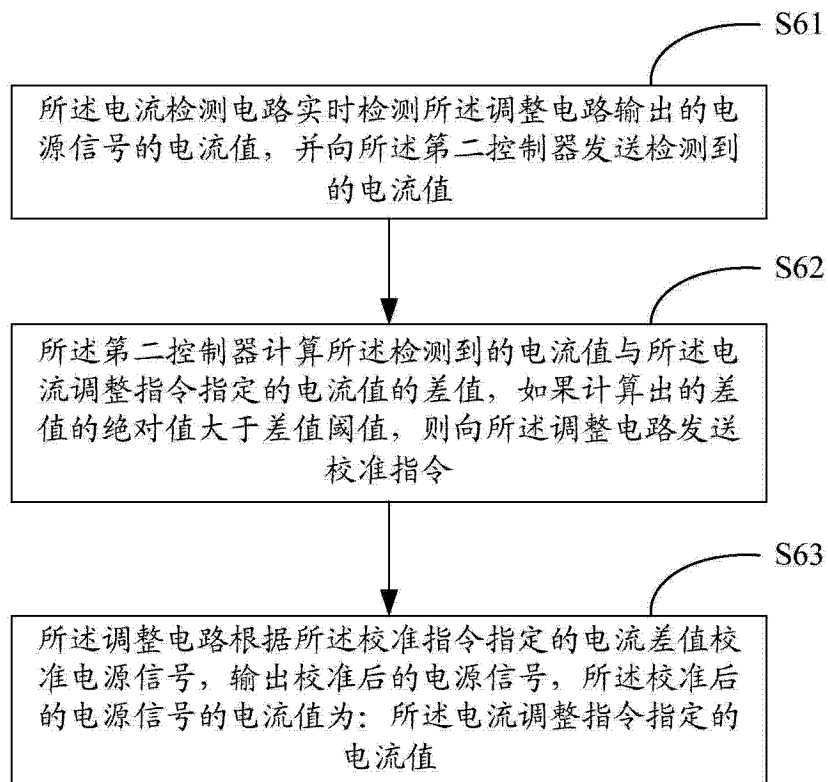 S61
所述电流检测电路实时检测所述调整电路输出的电
源信号的电流值，并向所述第二控制器发送检测到
的电流值
S62
所述第二控制器计算所述检测到的电流值与所述电
流调整指令指定的电流值的差值，如果计算出的差
值的绝对值大于差值阈值，则向所述调整电路发送
校准指令
S63
所述调整电路根据所述校准指令指定的电流差值校
准电源信号，输出校准后的电源信号，所述校准后
的电源信号的电流值为：所述电流调整指令指定的
电流值